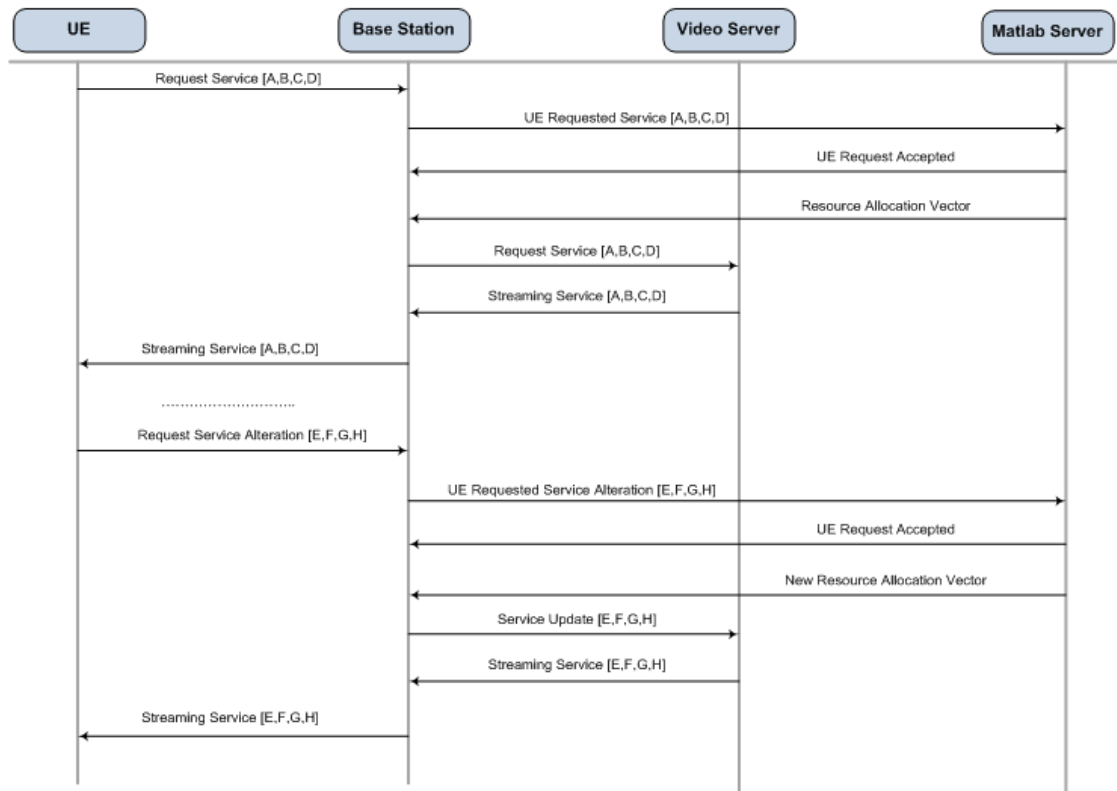 UE
Base Station
Video Server
Matlab Server
Request Service [A,B,C,D]
UE Requested Service [A,B,C,D]
UE Request Accepted
Resource Allocation Vector
Request Service [A,B,C,D]
Streaming Service [A,B,C,D]
Streaming Service [A,B,C,D]
................................
Request Service Alteration [E,F,G,H]
UE Requested Service Alteration [E,F,G,H]
UE Request Accepted
New Resource Allocation Vector
Service Update [E,F,G,H]
Streaming Service [E,F,G,H]
Streaming Service [E,F,G,H]